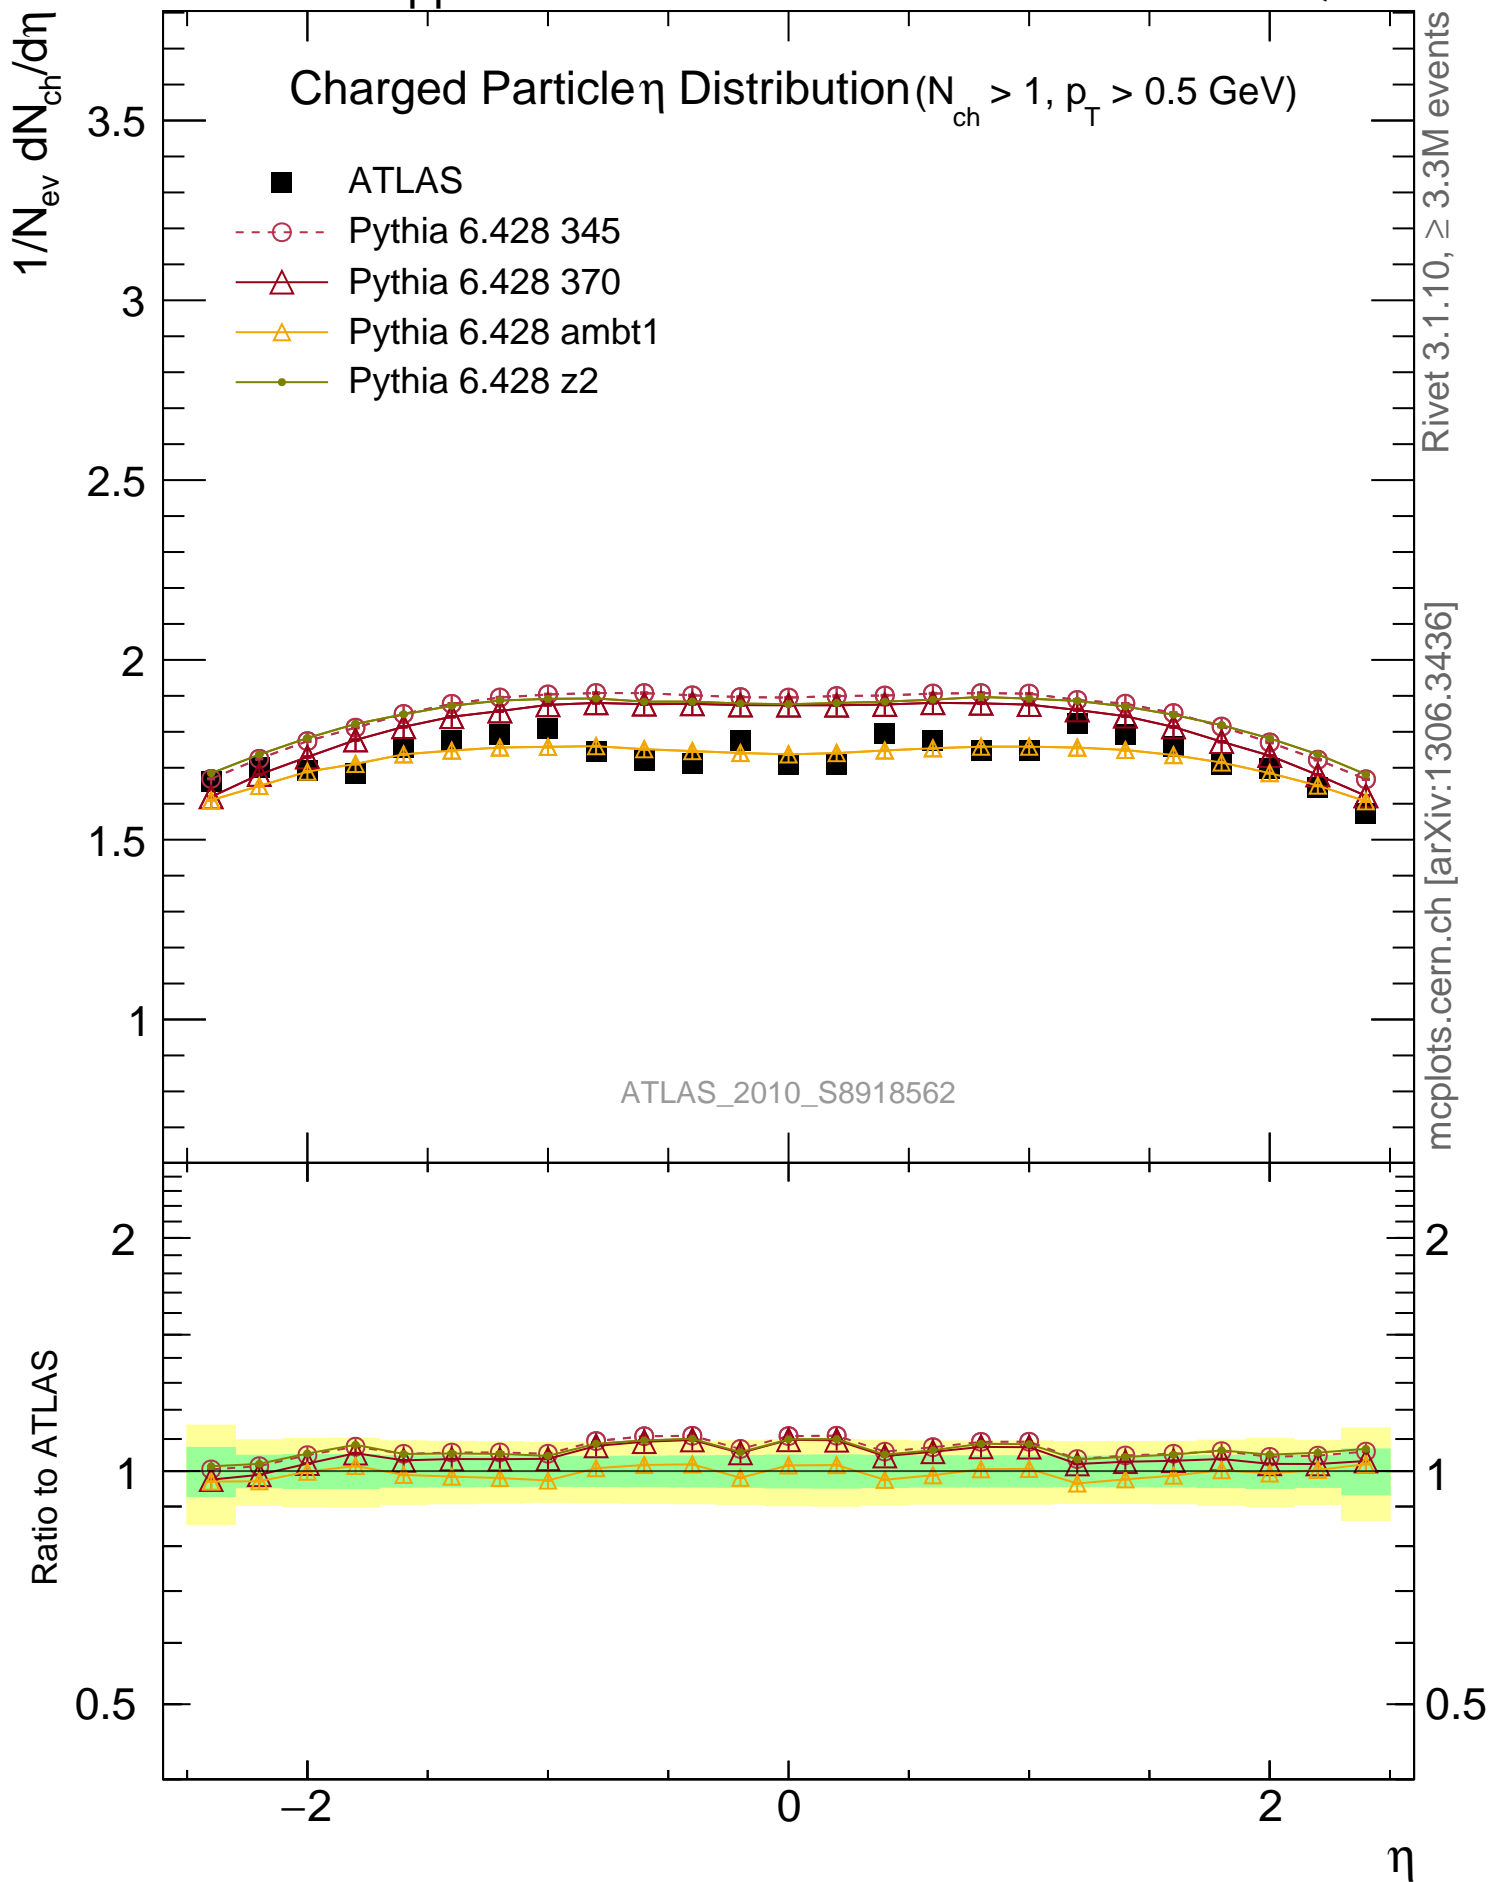 pp
1/N_ev dN_ch/dη
Charged Particle η Distribution (N_ch > 1, p_T > 0.5 GeV)
ATLAS
Pythia 6.428 345
Pythia 6.428 370
Pythia 6.428 ambt1
Pythia 6.428 z2
3.5
3
2.5
2
1.5
1
ATLAS_2010_S8918562
Rivet 3.1.10, ≥ 3.3M events
mcplots.cern.ch [arXiv:1306.3436]
Ratio to ATLAS
2
1
0.5
2
1
0.5
−2
0
2
η